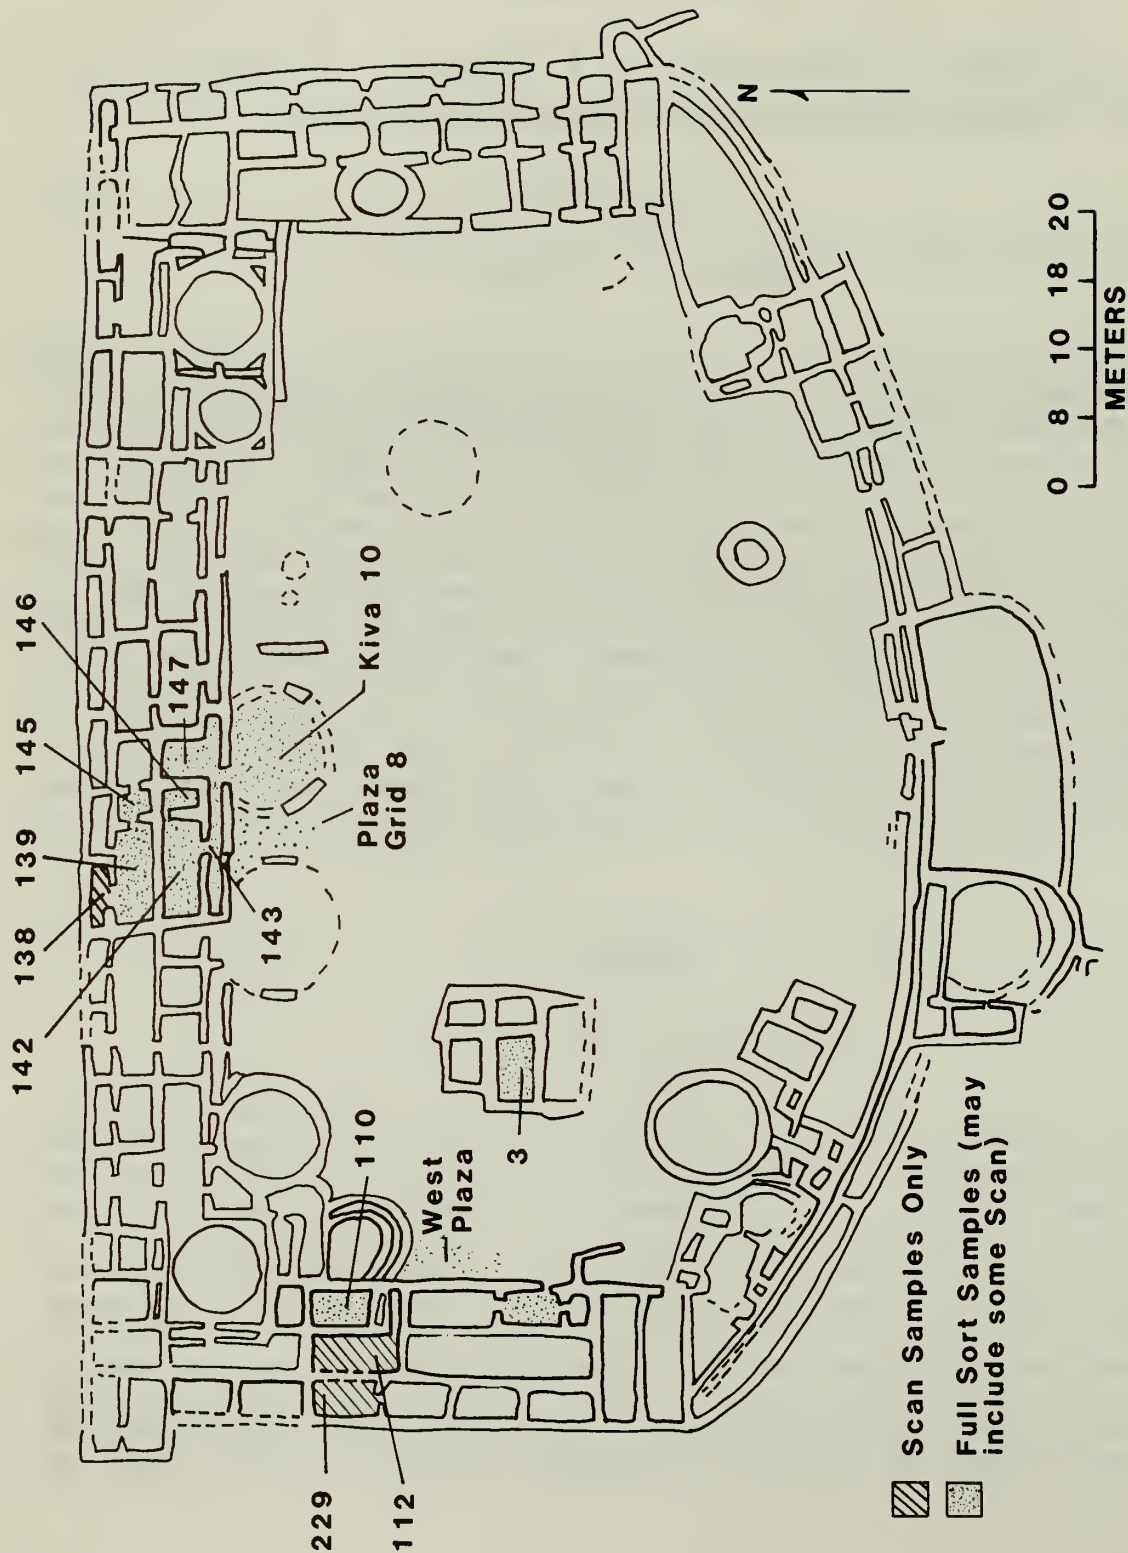 229
112
110
West
Plaza
3
142
138
139
145
146
147
143
Plaza
Grid 8
Kiva 10
N
Scan Samples Only
Full Sort Samples (may
include some Scan)
0 8 10 18 20
METERS